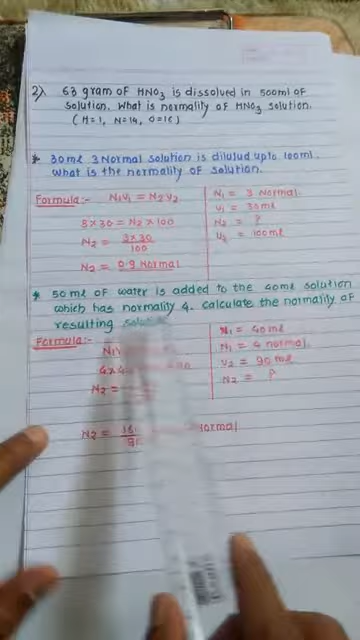 2) 63 gram of HNO3 is dissolved in 500ml of
solution. What is normality of HNO3 solution.
(H=1, N=14, O=16)
* 30ml 3 Normal solution is diluted upto 100ml.
what is the normality of solution.
Formula:- N1V1 = N2V2
3×30 = N2×100
N2 = 3×30/100
N2 = 0.9 Normal
N1 = 3 Normal
V1 = 30ml
N2 = ?
V2 = 100ml
* 50ml of water is added to the 40ml solution
which has normality 4. calculate the normality of
resulting
Formula:-
N2 =
N2 =
N1 = 40ml
N1 = 4 normal.
V2 = 90ml
N2 = ?